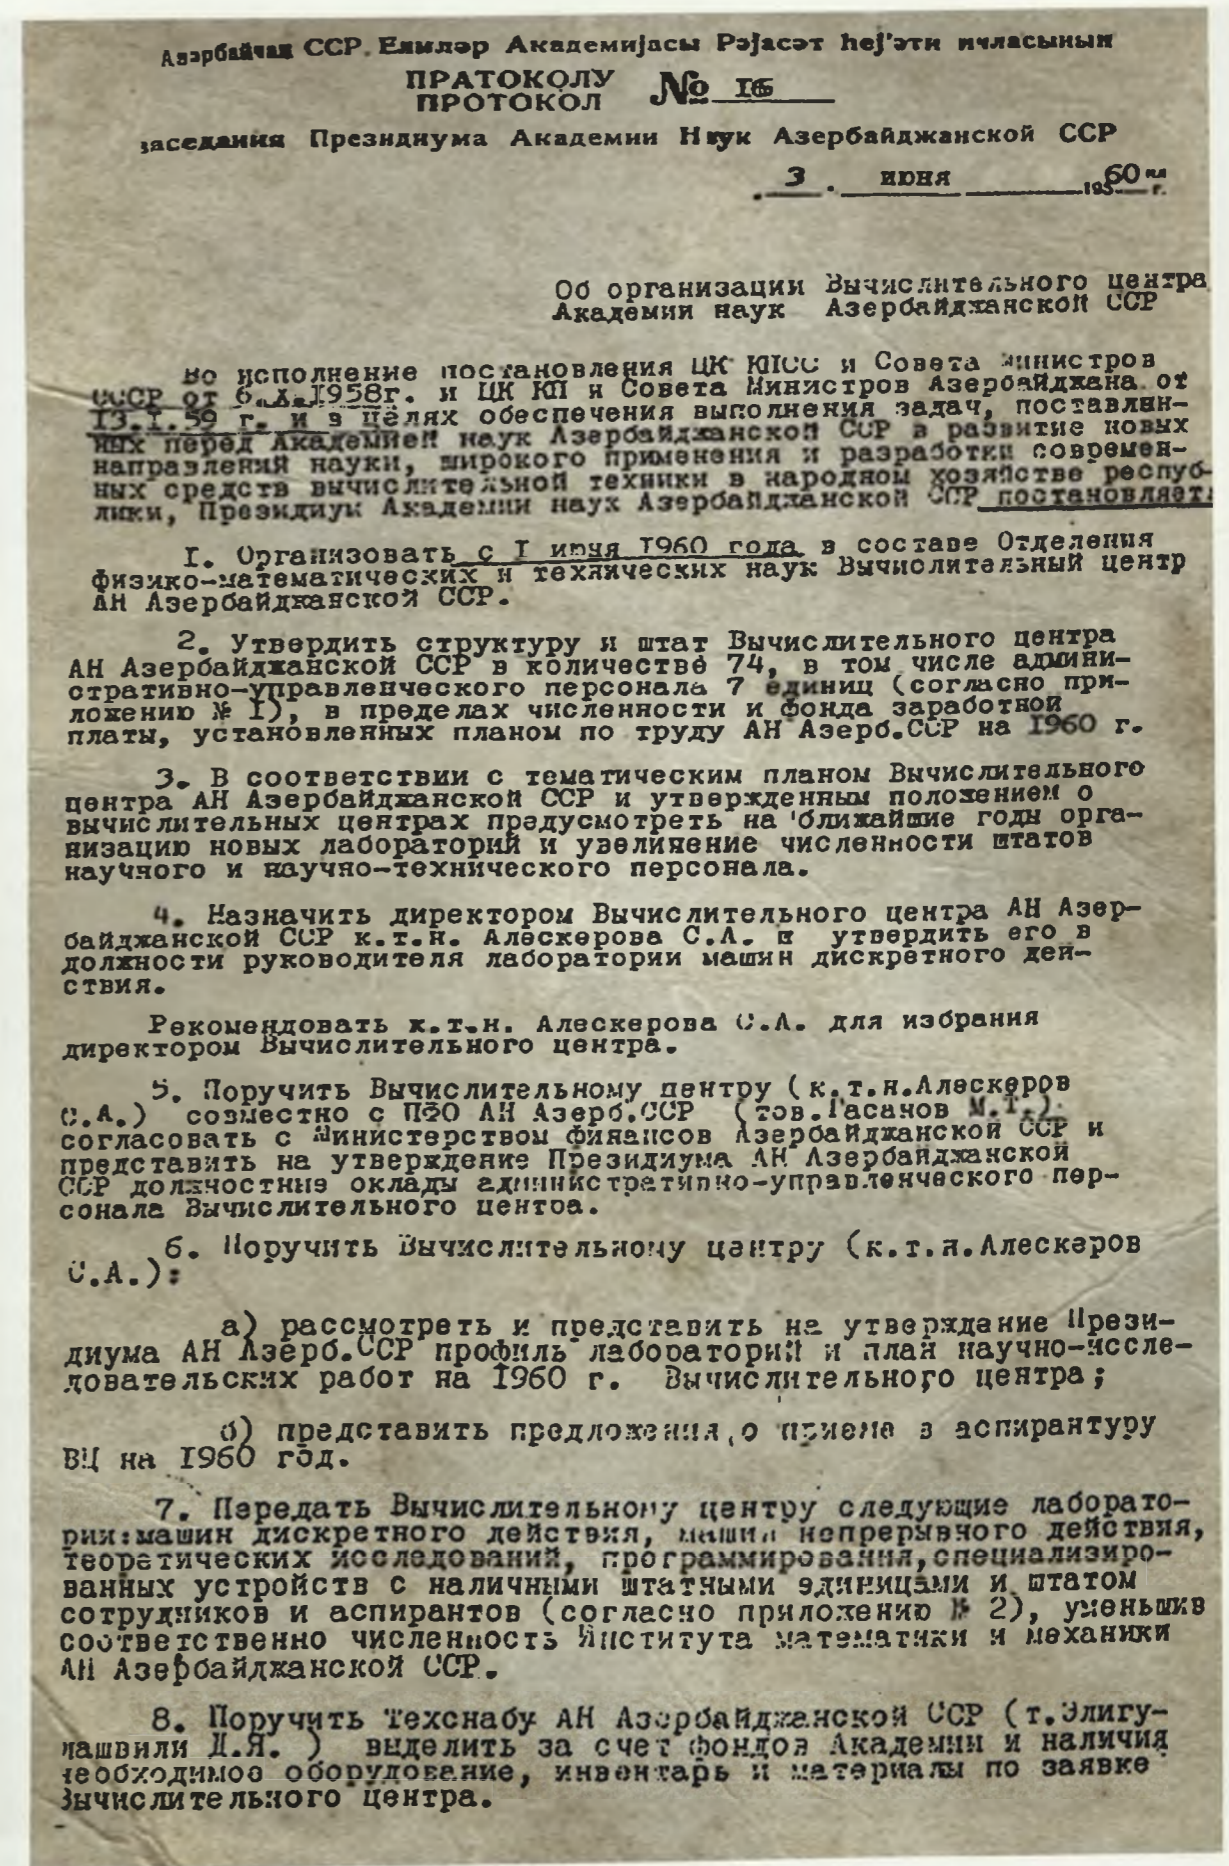 Азәрбайҹан ССР Елмләр Академијасы Рәјасәт һеј'әти иҹласынын
ПРАТОКОЛУ
ПРОТОКОЛ № 16
заседания Президиума Академии Наук Азербайджанской ССР
3 июня 1960 г.
Об организации Вычислительного центра
Академии наук Азербайджанской ССР
Во исполнение постановления ЦК КПСС и Совета Министров
СССР от 6.X.1958г. и ЦК КП и Совета Министров Азербайджана от
13.I.59 г. и в целях обеспечения выполнения задач, поставлен-
ных перед Академией наук Азербайджанской ССР в развитие новых
направлений науки, широкого применения и разработки современ-
ных средств вычислительной техники в народном хозяйстве респуб-
лики, Президиум Академии наук Азербайджанской ССР постановляет:
I. Организовать с I июня 1960 года в составе Отделения
физико-математических и технических наук Вычислительный центр
АН Азербайджанской ССР.
2. Утвердить структуру и штат Вычислительного центра
АН Азербайджанской ССР в количестве 74, в том числе админи-
стративно-управленческого персонала 7 единиц (согласно при-
ложению № I), в пределах численности и фонда заработной
платы, установленных планом по труду АН Азерб.ССР на 1960 г.
3. В соответствии с тематическим планом Вычислительного
центра АН Азербайджанской ССР и утвержденным положением о
вычислительных центрах предусмотреть на ближайшие годы орга-
низацию новых лабораторий и увеличение численности штатов
научного и научно-технического персонала.
4. Назначить директором Вычислительного центра АН Азер-
байджанской ССР к.т.н. Алескерова С.А. и утвердить его в
должности руководителя лаборатории машин дискретного дей-
ствия.
Рекомендовать к.т.н. Алескерова С.А. для избрания
директором Вычислительного центра.
5. Поручить Вычислительному центру (к.т.н.Алескеров
С.А.) совместно с ПФО АН Азерб.ССР (тов.Гасанов М.Т.)
согласовать с Министерством финансов Азербайджанской ССР и
представить на утверждение Президиума АН Азербайджанской
ССР должностные оклады административно-управленческого пер-
сонала Вычислительного центра.
6. Поручить Вычислительному центру (к.т.н.Алескеров
С.А.):
а) рассмотреть и представить на утверждение Прези-
диума АН Азерб.ССР профиль лабораторий и план научно-иссле-
довательских работ на 1960 г. Вычислительного центра;
б) представить предложения о приеме в аспирантуру
ВЦ на 1960 год.
7. Передать Вычислительному центру следующие лаборато-
рии:машин дискретного действия, машин непрерывного действия,
теоретических исследований, программирования,специализиро-
ванных устройств с наличными штатными единицами и штатом
сотрудников и аспирантов (согласно приложению № 2), уменьшив
соответственно численность Института математики и механики
АН Азербайджанской ССР.
8. Поручить Техснабу АН Азербайджанской ССР (т.Элигу-
лашвили Д.Я. ) выделить за счет фондов Академии и наличия
необходимое оборудование, инвентарь и материалы по заявке
Вычислительного центра.